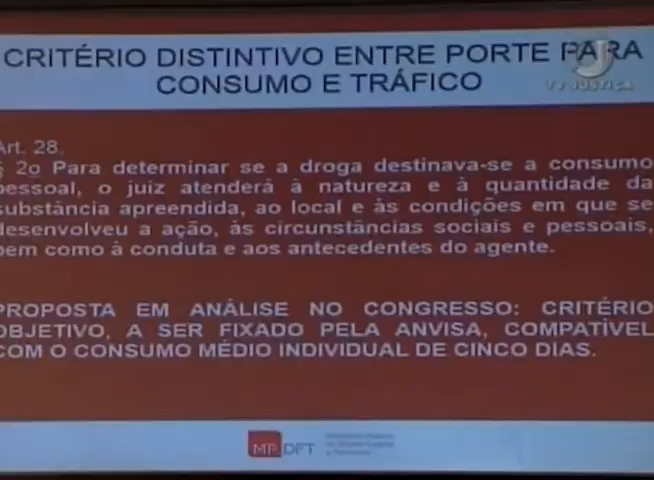 CRITÉRIO DISTINTIVO ENTRE PORTE PARA
CONSUMO E TRÁFICO
TV JUSTIÇA
Art. 28.
§ 2o Para determinar se a droga destinava-se a consumo
pessoal, o juiz atenderá à natureza e à quantidade da
substância apreendida, ao local e às condições em que se
desenvolveu a ação, às circunstâncias sociais e pessoais,
bem como à conduta e aos antecedentes do agente.
PROPOSTA EM ANÁLISE NO CONGRESSO: CRITÉRIO
OBJETIVO, A SER FIXADO PELA ANVISA, COMPATÍVEL
COM O CONSUMO MÉDIO INDIVIDUAL DE CINCO DIAS.
MPDFT